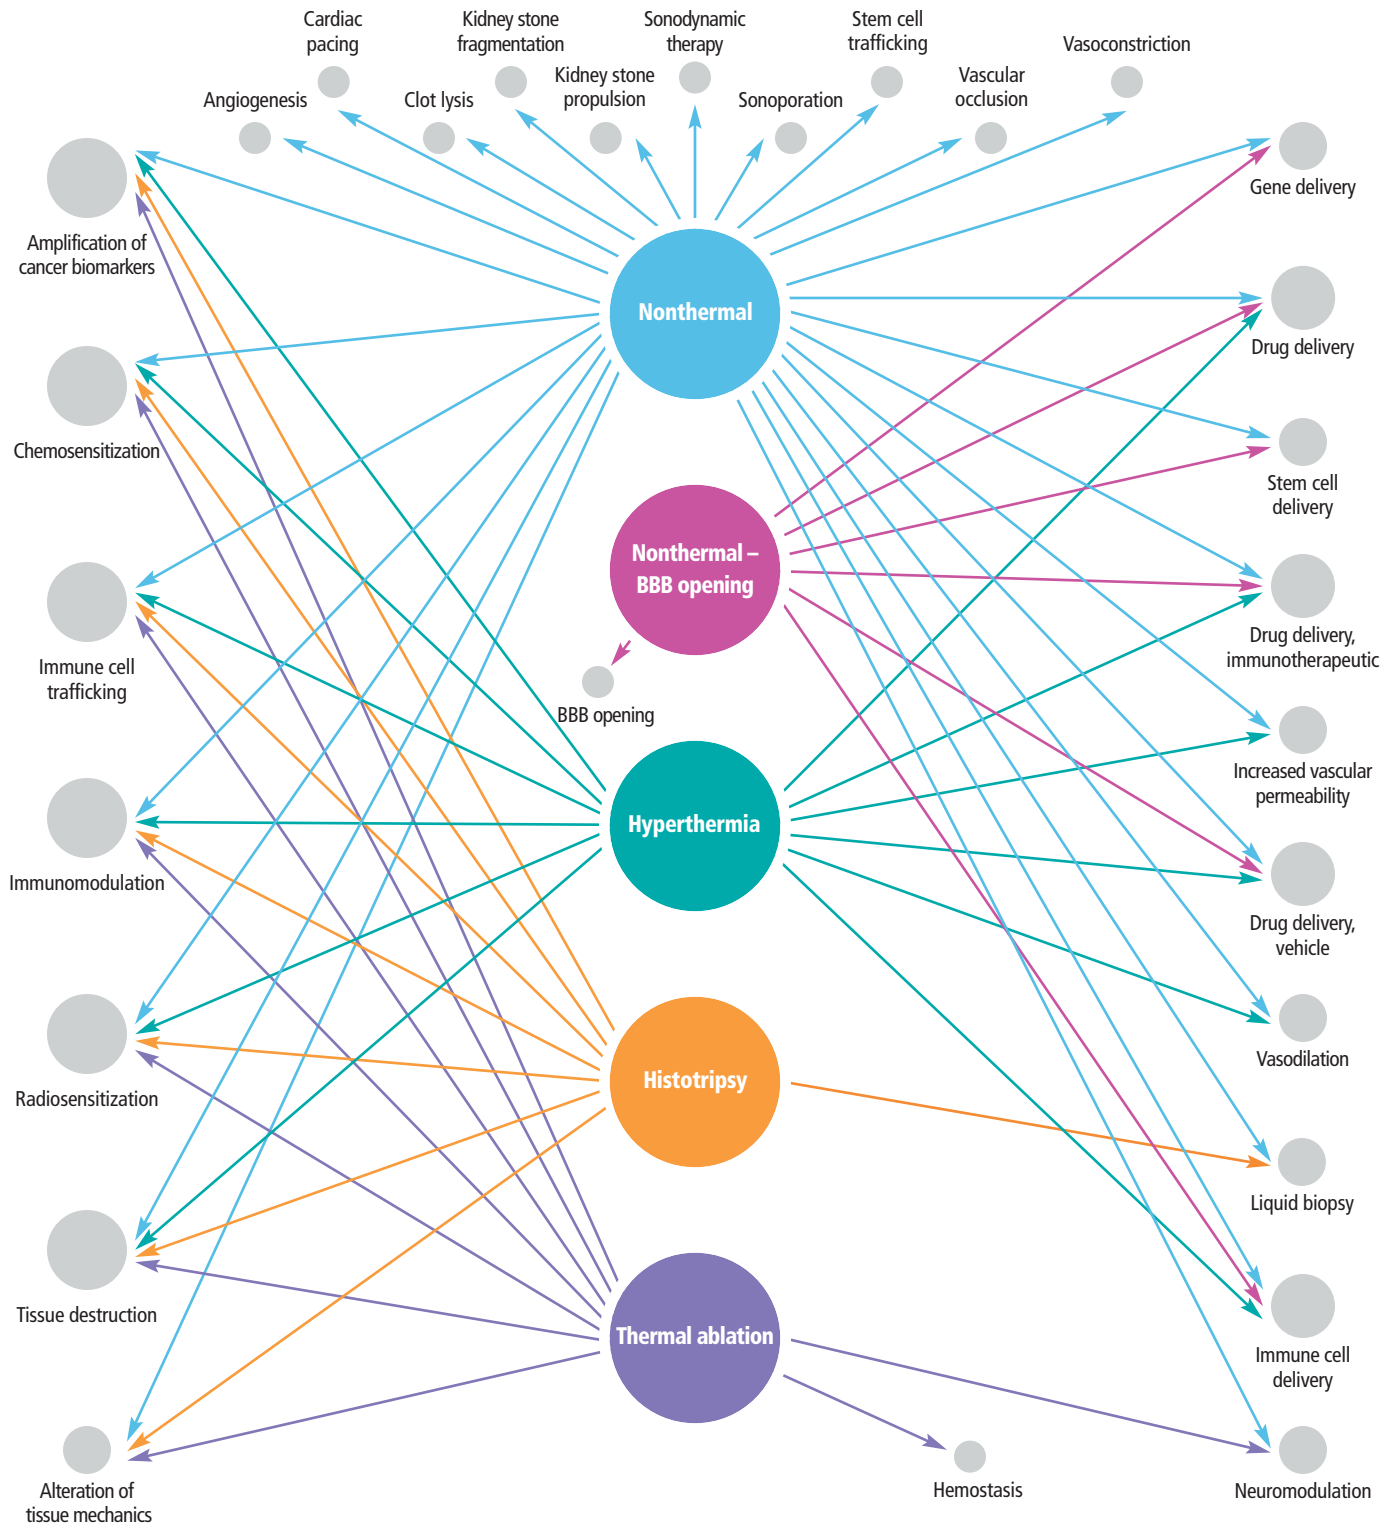 Cardiac
pacing
Kidney stone
fragmentation
Sonodynamic
therapy
Stem cell
trafficking
Vasoconstriction
Angiogenesis
Clot lysis
Kidney stone
propulsion
Sonoporation
Vascular
occlusion
Amplification of
cancer biomarkers
Chemosensitization
Immune cell
trafficking
Immunomodulation
Radiosensitization
Tissue destruction
Alteration of
tissue mechanics
Nonthermal
Nonthermal –
BBB opening
BBB opening
Hyperthermia
Histotripsy
Thermal ablation
Hemostasis
Gene delivery
Drug delivery
Stem cell
delivery
Drug delivery,
immunotherapeutic
Increased vascular
permeability
Drug delivery,
vehicle
Vasodilation
Liquid biopsy
Immune cell
delivery
Neuromodulation